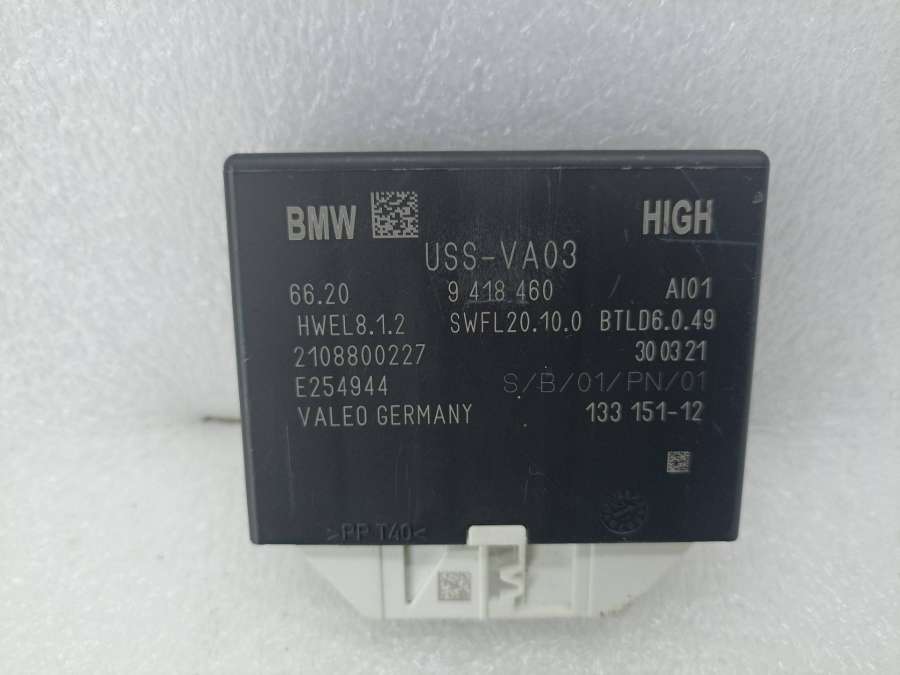 BMW HIGH
USS-VA03
66.20 9 418 460 / AI01
HWEL8.1.2 SWFL20.10.0 BTLD6.0.49
2108800227 30 03 21
E254944 S/B/01/PN/01
VALEO GERMANY 133 151-12
>PP T40<